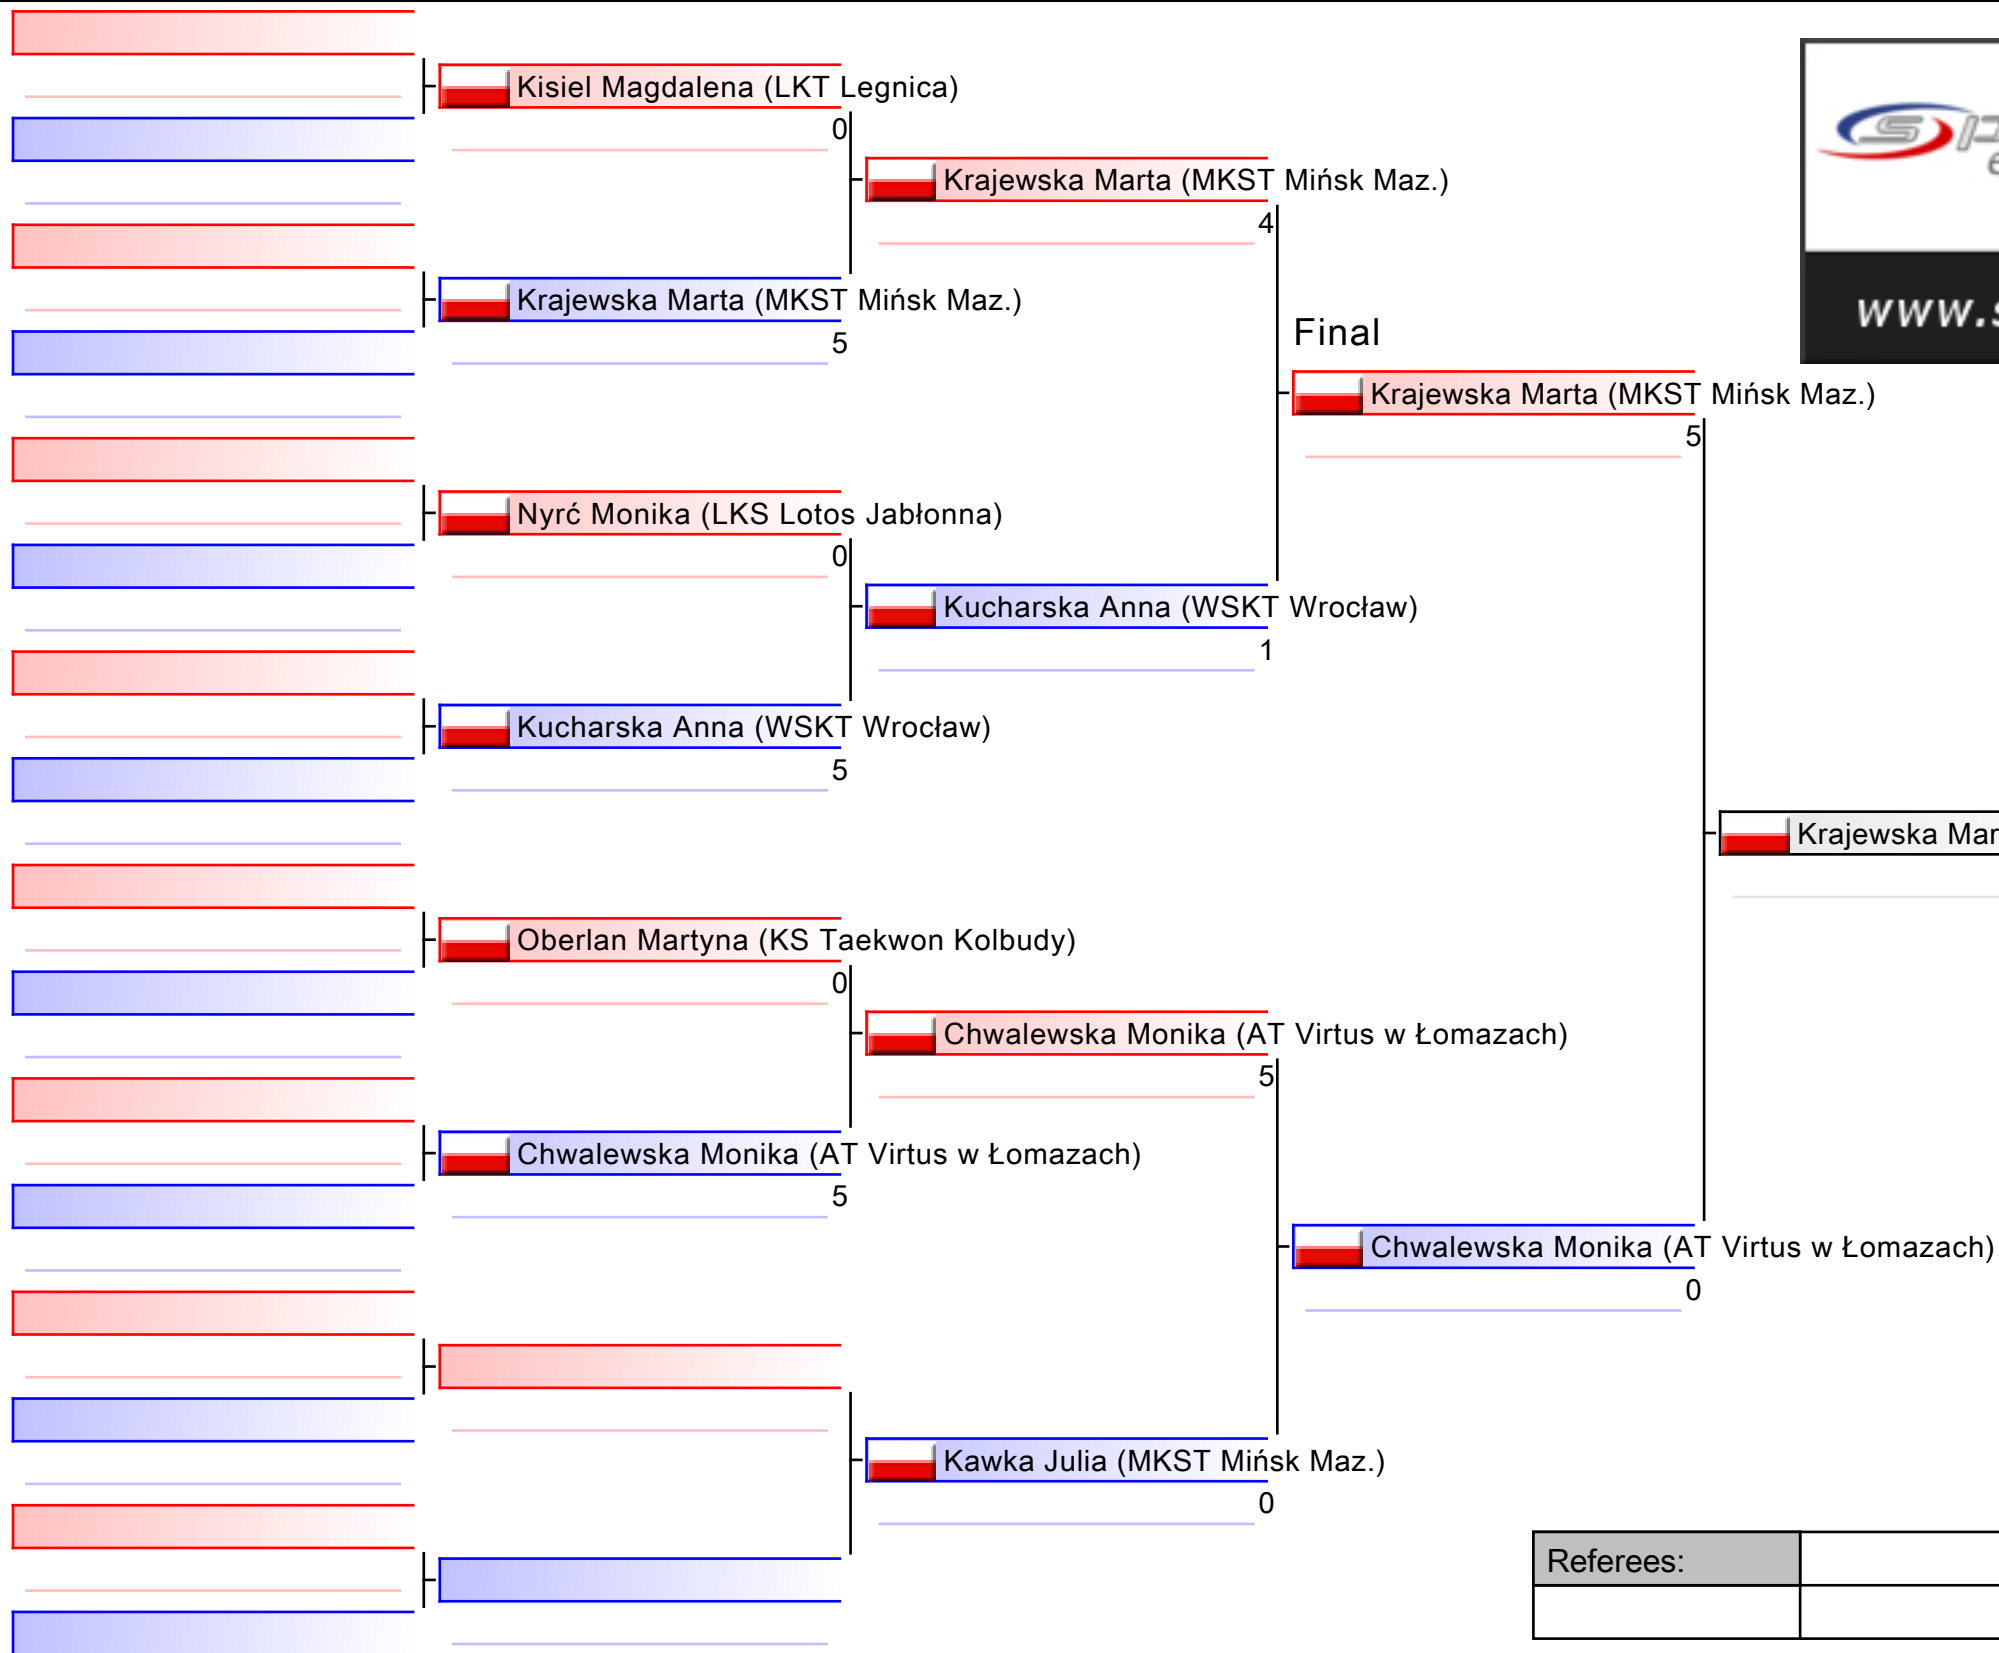 Kisiel Magdalena (LKT Legnica)
0
Krajewska Marta (MKST Mińsk Maz.)
4
Krajewska Marta (MKST Mińsk Maz.)
5
Final
www.s
Krajewska Marta (MKST Mińsk Maz.)
5
Nyrć Monika (LKS Lotos Jabłonna)
0
Kucharska Anna (WSKT Wrocław)
1
Kucharska Anna (WSKT Wrocław)
5
Krajewska Mar
Oberlan Martyna (KS Taekwon Kolbudy)
0
Chwalewska Monika (AT Virtus w Łomazach)
5
Chwalewska Monika (AT Virtus w Łomazach)
5
Chwalewska Monika (AT Virtus w Łomazach)
0
Kawka Julia (MKST Mińsk Maz.)
0
Referees: